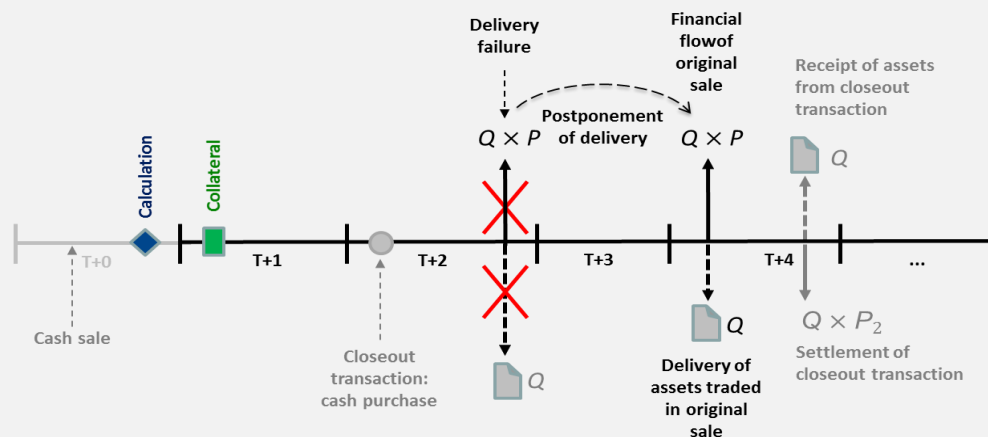 Delivery
failure
Financial
flowof
original
sale
Receipt of assets
from closeout
transaction
Postponement
of delivery
Q × P
Q × P
Q
Calculation
Collateral
T+0
T+1
T+2
T+3
T+4
...
Cash sale
Closeout
transaction:
cash purchase
Q
Q
Delivery of
assets traded
in original
sale
Q × P₂
Settlement of
closeout transaction